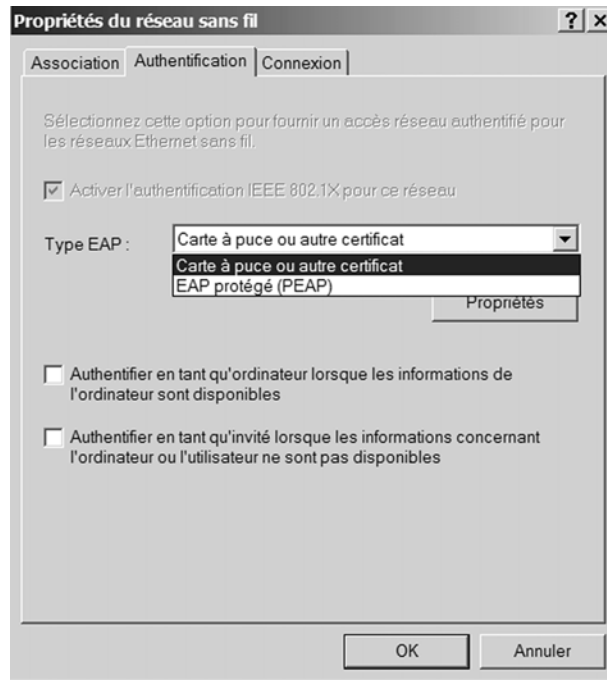 Propriétés du réseau sans fil
Association Authentification Connexion
Sélectionnez cette option pour fournir un accès réseau authentifié pour
les réseaux Ethernet sans fil.
Activer l'authentification IEEE 802.1X pour ce réseau
Type EAP : Carte à puce ou autre certificat
Carte à puce ou autre certificat
EAP protégé (PEAP)
Propriétés
Authentifier en tant qu'ordinateur lorsque les informations de
l'ordinateur sont disponibles
Authentifier en tant qu'invité lorsque les informations concernant
l'ordinateur ou l'utilisateur ne sont pas disponibles
OK Annuler